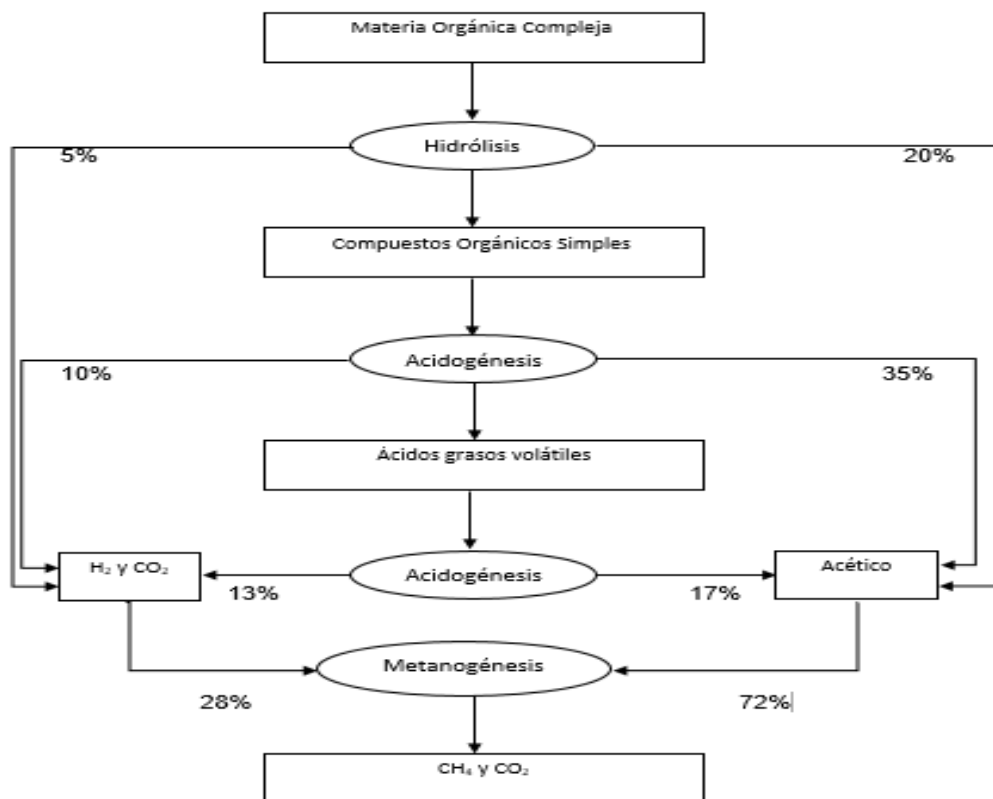 Materia Orgánica Compleja
Hidrólisis
5%
20%
Compuestos Orgánicos Simples
Acidogénesis
10%
35%
Ácidos grasos volátiles
H₂ y CO₂
Acidogénesis
Acético
13%
17%
Metanogénesis
28%
72%
CH₄ y CO₂